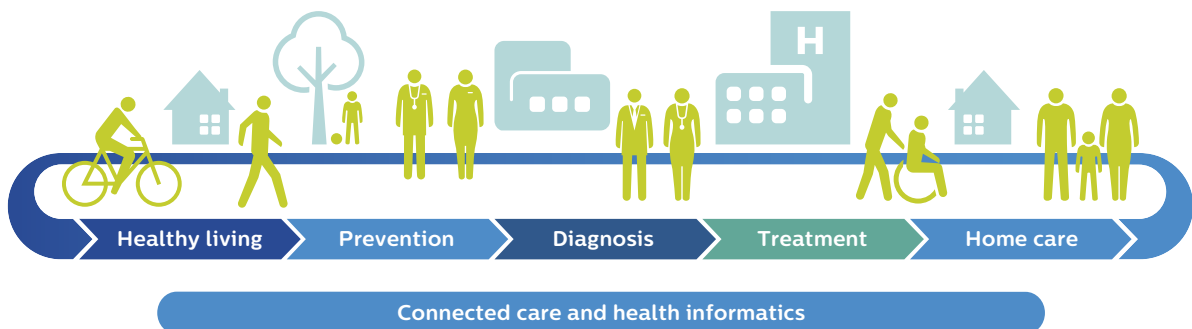 H
Healthy living
Prevention
Diagnosis
Treatment
Home care
Connected care and health informatics